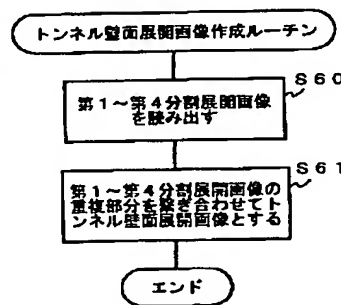 トンネル壁面展開画像作成ルーチン
S60
第1~第4分割展開画像
を読み出す
S61
第1~第4分割展開画像の
重複部分を繋ぎ合わせてト
ンネル壁面展開画像とする
エンド